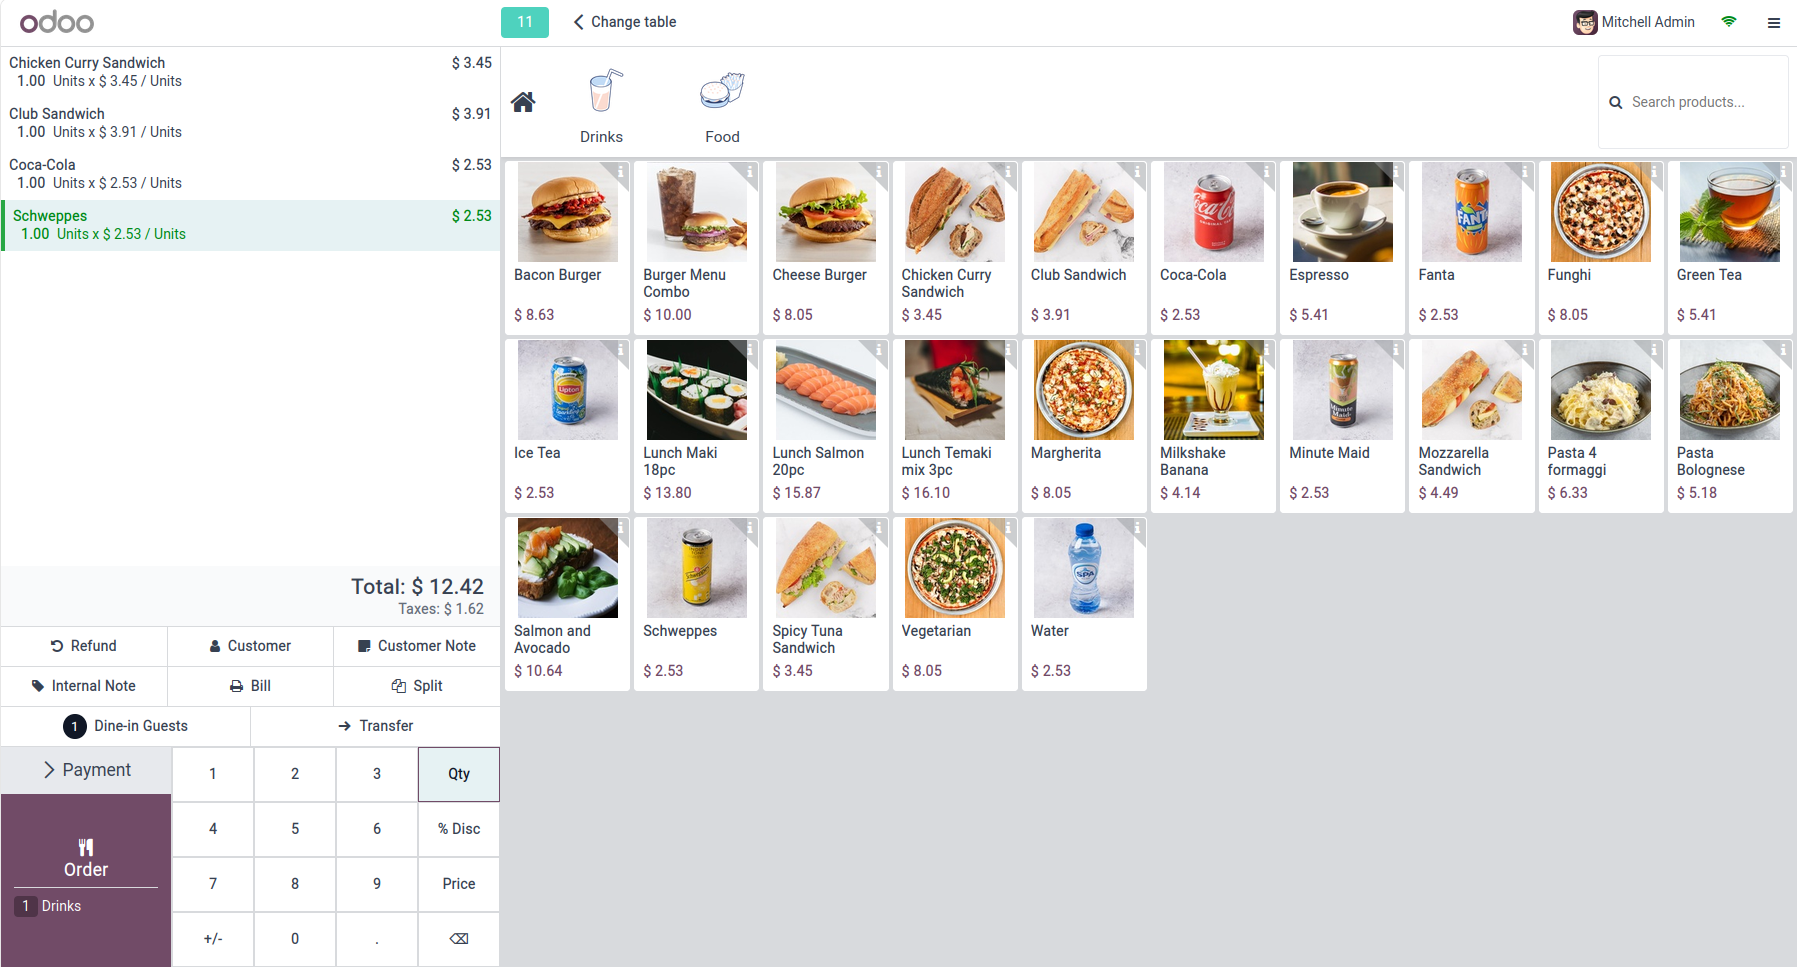 odoo
11
Change table
Mitchell Admin
Chicken Curry Sandwich $ 3.45
1.00 Units x $ 3.45 / Units
Club Sandwich $ 3.91
1.00 Units x $ 3.91 / Units
Coca-Cola $ 2.53
1.00 Units x $ 2.53 / Units
Schweppes $ 2.53
1.00 Units x $ 2.53 / Units
Total: $ 12.42
Taxes: $ 1.62
Refund
Customer
Customer Note
Internal Note
Bill
Split
1 Dine-in Guests
Transfer
Payment
Order
1 Drinks
1 2 3 Qty
4 5 6 % Disc
7 8 9 Price
+/- 0 . ⌫
Drinks
Food
Search products...
Bacon Burger
$ 8.63
Burger Menu
Combo
$ 10.00
Cheese Burger
$ 8.05
Chicken Curry
Sandwich
$ 3.45
Club Sandwich
$ 3.91
Coca-Cola
$ 2.53
Espresso
$ 5.41
FANTA
Fanta
$ 2.53
Funghi
$ 8.05
Green Tea
$ 5.41
Lipton
Ice Tea
$ 2.53
Lunch Maki
18pc
$ 13.80
Lunch Salmon
20pc
$ 15.87
Lunch Temaki
mix 3pc
$ 16.10
Margherita
$ 8.05
Milkshake
Banana
$ 4.14
Minute
Maid
Minute Maid
$ 2.53
Mozzarella
Sandwich
$ 4.49
Pasta 4
formaggi
$ 6.33
Pasta
Bolognese
$ 5.18
Salmon and
Avocado
$ 10.64
Schweppes
Schweppes
$ 2.53
Spicy Tuna
Sandwich
$ 3.45
Vegetarian
$ 8.05
SPA
Water
$ 2.53